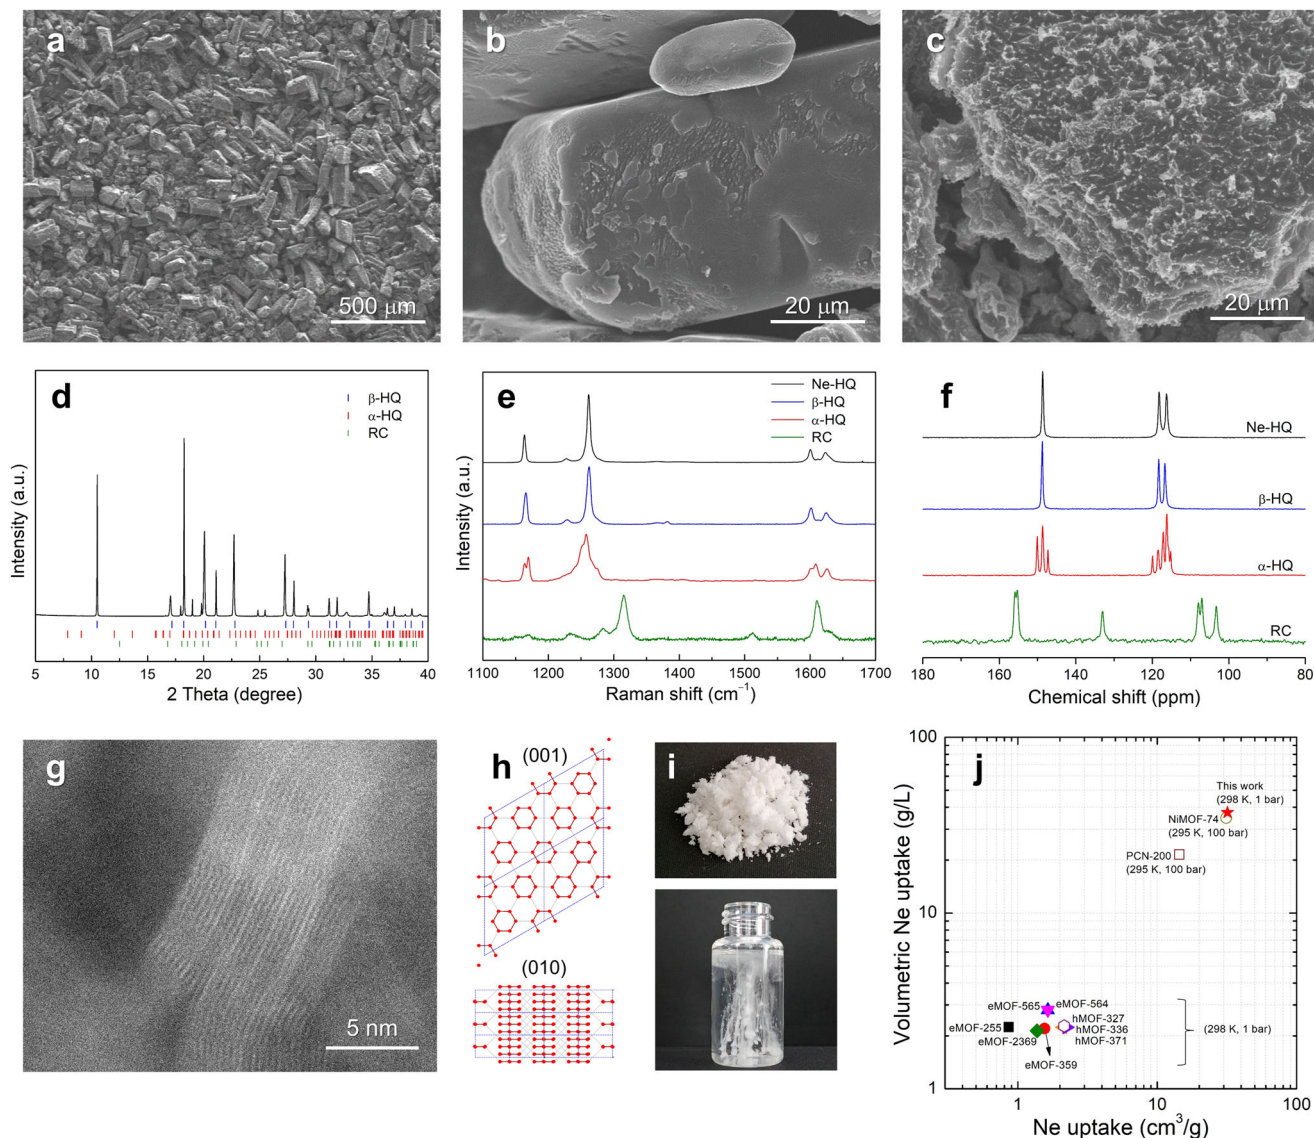 a
500 μm
b
20 μm
c
20 μm
d
β-HQ
α-HQ
RC
Intensity (a.u.)
5 10 15 20 25 30 35 40
2 Theta (degree)
e
Ne-HQ
β-HQ
α-HQ
RC
Intensity (a.u.)
1100 1200 1300 1400 1500 1600 1700
Raman shift (cm⁻¹)
f
Ne-HQ
β-HQ
α-HQ
RC
180 160 140 120 100 80
Chemical shift (ppm)
g
5 nm
h
(001)
(010)
i
j
Volumetric Ne uptake (g/L)
100
10
1
This work
(298 K, 1 bar)
NiMOF-74
(295 K, 100 bar)
PCN-200
(295 K, 100 bar)
eMOF-565
eMOF-564
eMOF-255
hMOF-327
hMOF-336
eMOF-2369
hMOF-371
eMOF-359
(298 K, 1 bar)
1 10 100
Ne uptake (cm³/g)